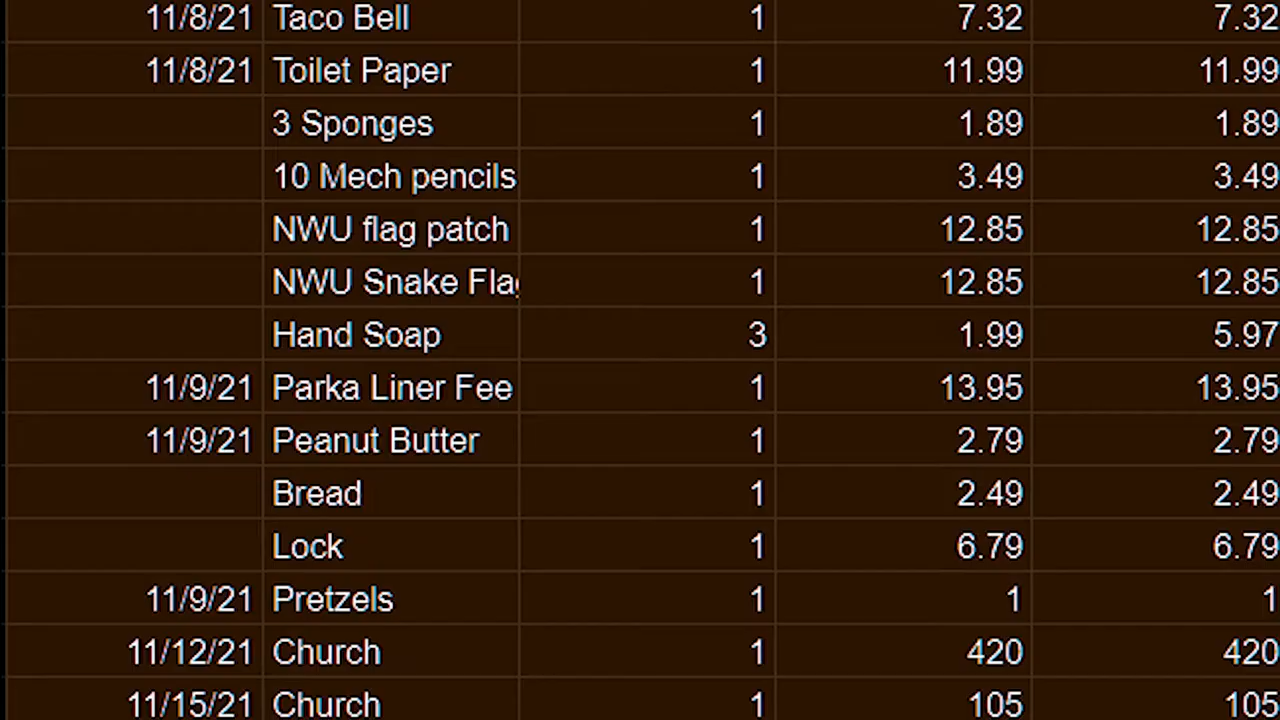 11/8/21 Taco Bell 1 7.32 7.32
11/8/21 Toilet Paper 1 11.99 11.99
3 Sponges 1 1.89 1.89
10 Mech pencils 1 3.49 3.49
NWU flag patch 1 12.85 12.85
NWU Snake Flag 1 12.85 12.85
Hand Soap 3 1.99 5.97
11/9/21 Parka Liner Fee 1 13.95 13.95
11/9/21 Peanut Butter 1 2.79 2.79
Bread 1 2.49 2.49
Lock 1 6.79 6.79
11/9/21 Pretzels 1 1 1
11/12/21 Church 1 420 420
11/15/21 Church 1 105 105